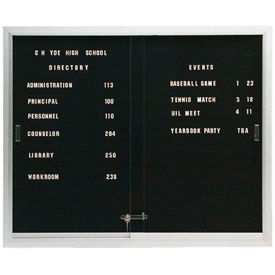 C H YOE HIGH SCHOOL
DIRECTORY
ADMINISTRATION 113
PRINCIPAL 100
PERSONNEL 110
COUNSELOR 204
LIBRARY 250
WORKROOM 239
EVENTS
BASEBALL GAME 1 23
TENNIS MATCH 3 18
UIL MEET 4 11
YEARBOOK PARTY TBA